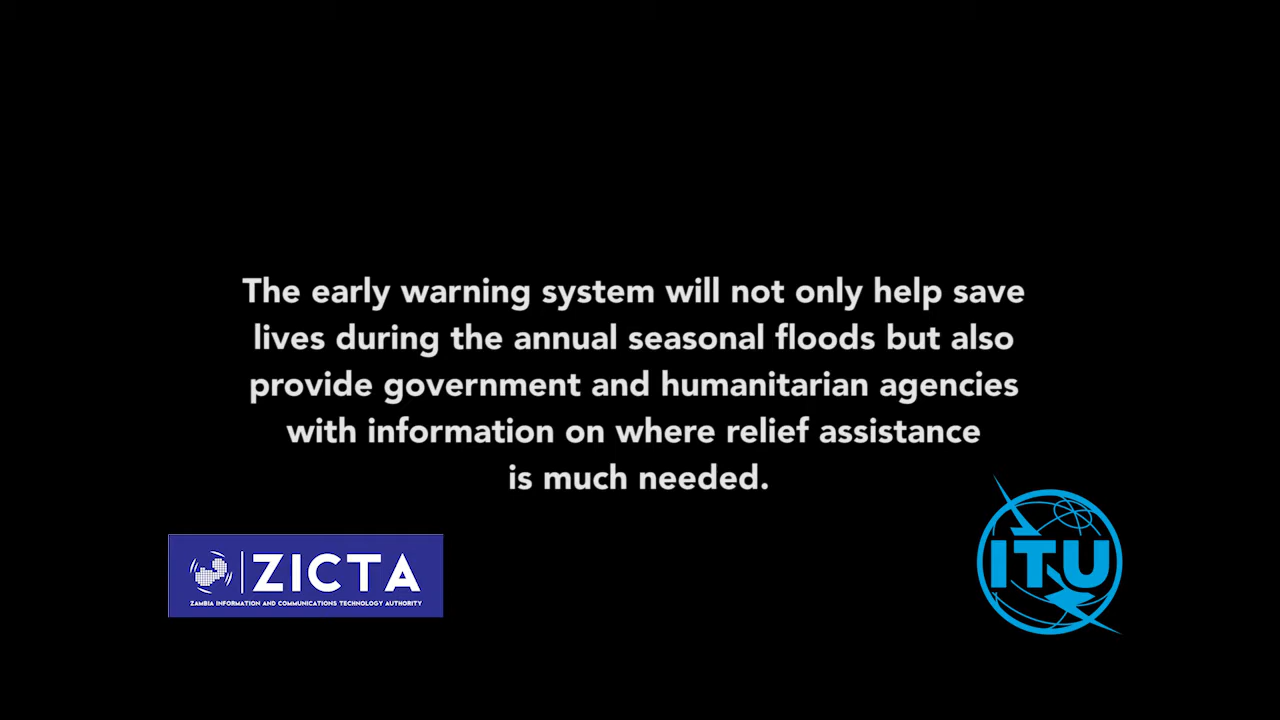 The early warning system will not only help save
lives during the annual seasonal floods but also
provide government and humanitarian agencies
with information on where relief assistance
is much needed.
ZICTA
ZAMBIA INFORMATION AND COMMUNICATIONS TECHNOLOGY AUTHORITY
ITU